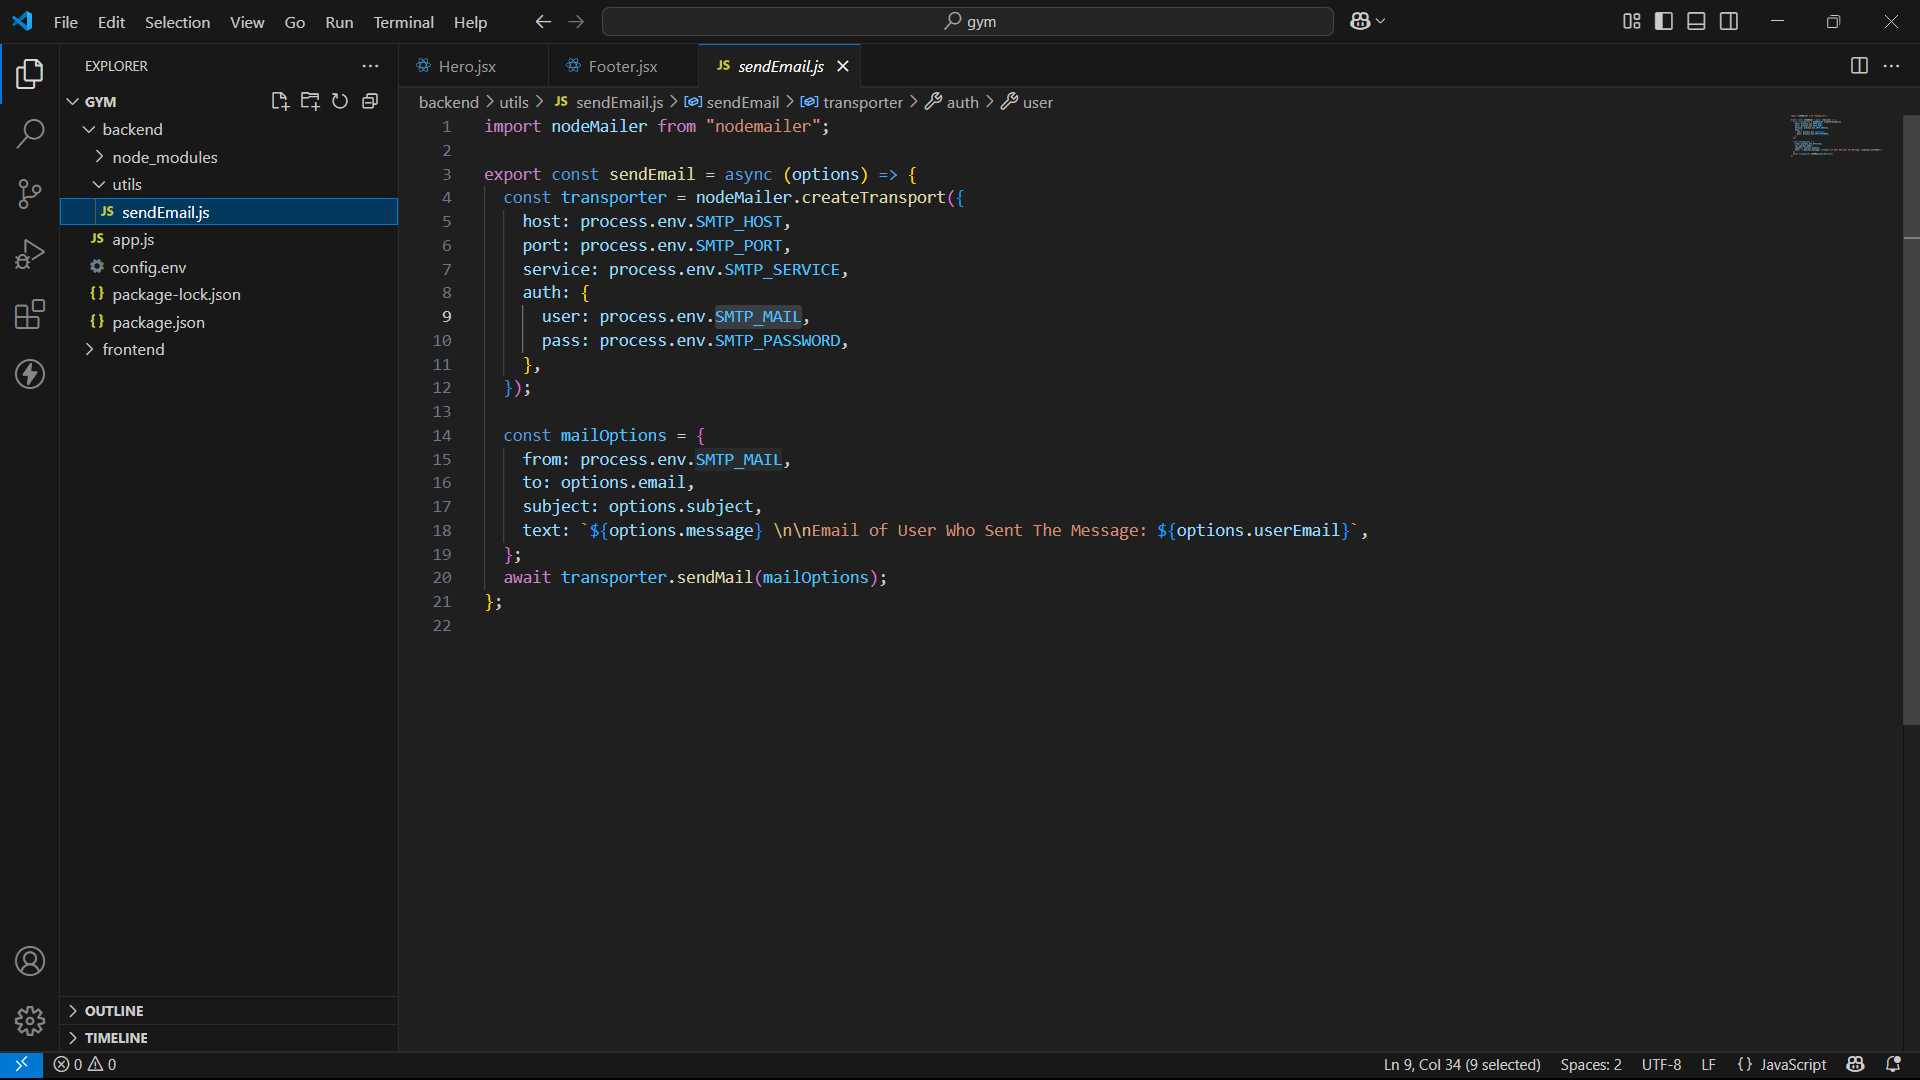 File Edit Selection View Go Run Terminal Help
gym
EXPLORER
GYM
backend
node_modules
utils
JS sendEmail.js
JS app.js
config.env
{} package-lock.json
{} package.json
frontend
OUTLINE
TIMELINE
Hero.jsx
Footer.jsx
JS sendEmail.js
backend > utils > JS sendEmail.js > sendEmail > transporter > auth > user
1 import nodeMailer from "nodemailer";
2
3 export const sendEmail = async (options) => {
4 const transporter = nodeMailer.createTransport({
5 host: process.env.SMTP_HOST,
6 port: process.env.SMTP_PORT,
7 service: process.env.SMTP_SERVICE,
8 auth: {
9 user: process.env.SMTP_MAIL,
10 pass: process.env.SMTP_PASSWORD,
11 },
12 });
13
14 const mailOptions = {
15 from: process.env.SMTP_MAIL,
16 to: options.email,
17 subject: options.subject,
18 text: `${options.message} \n\nEmail of User Who Sent The Message: ${options.userEmail}`,
19 };
20 await transporter.sendMail(mailOptions);
21 };
22
0 0
Ln 9, Col 34 (9 selected) Spaces: 2 UTF-8 LF {} JavaScript